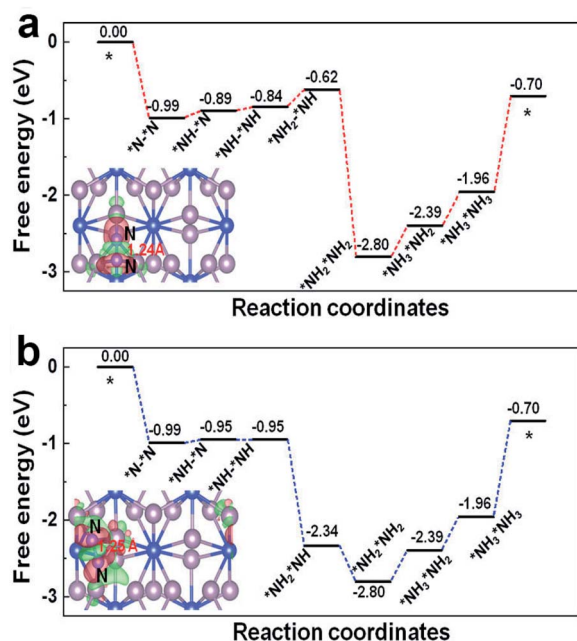 a
Free energy (eV)
0
-1
-2
-3
0.00
*
-0.99
*N-*N
-0.89
*NH-*N
-0.84
*NH-*NH
-0.62
*NH₂-*NH
-2.80
*NH₂*NH₂
-2.39
*NH₃*NH₂
-1.96
*NH₃*NH₃
-0.70
*
N
1.24A
N
Reaction coordinates
b
Free energy (eV)
0
-1
-2
-3
0.00
*
-0.99
*N-*N
-0.95
*NH-*N
-0.95
*NH-*NH
-2.34
*NH₂*NH
*NH₂*NH₂
-2.80
-2.39
*NH₃*NH₂
-1.96
*NH₃*NH₃
-0.70
*
N
1.25A
N
Reaction coordinates